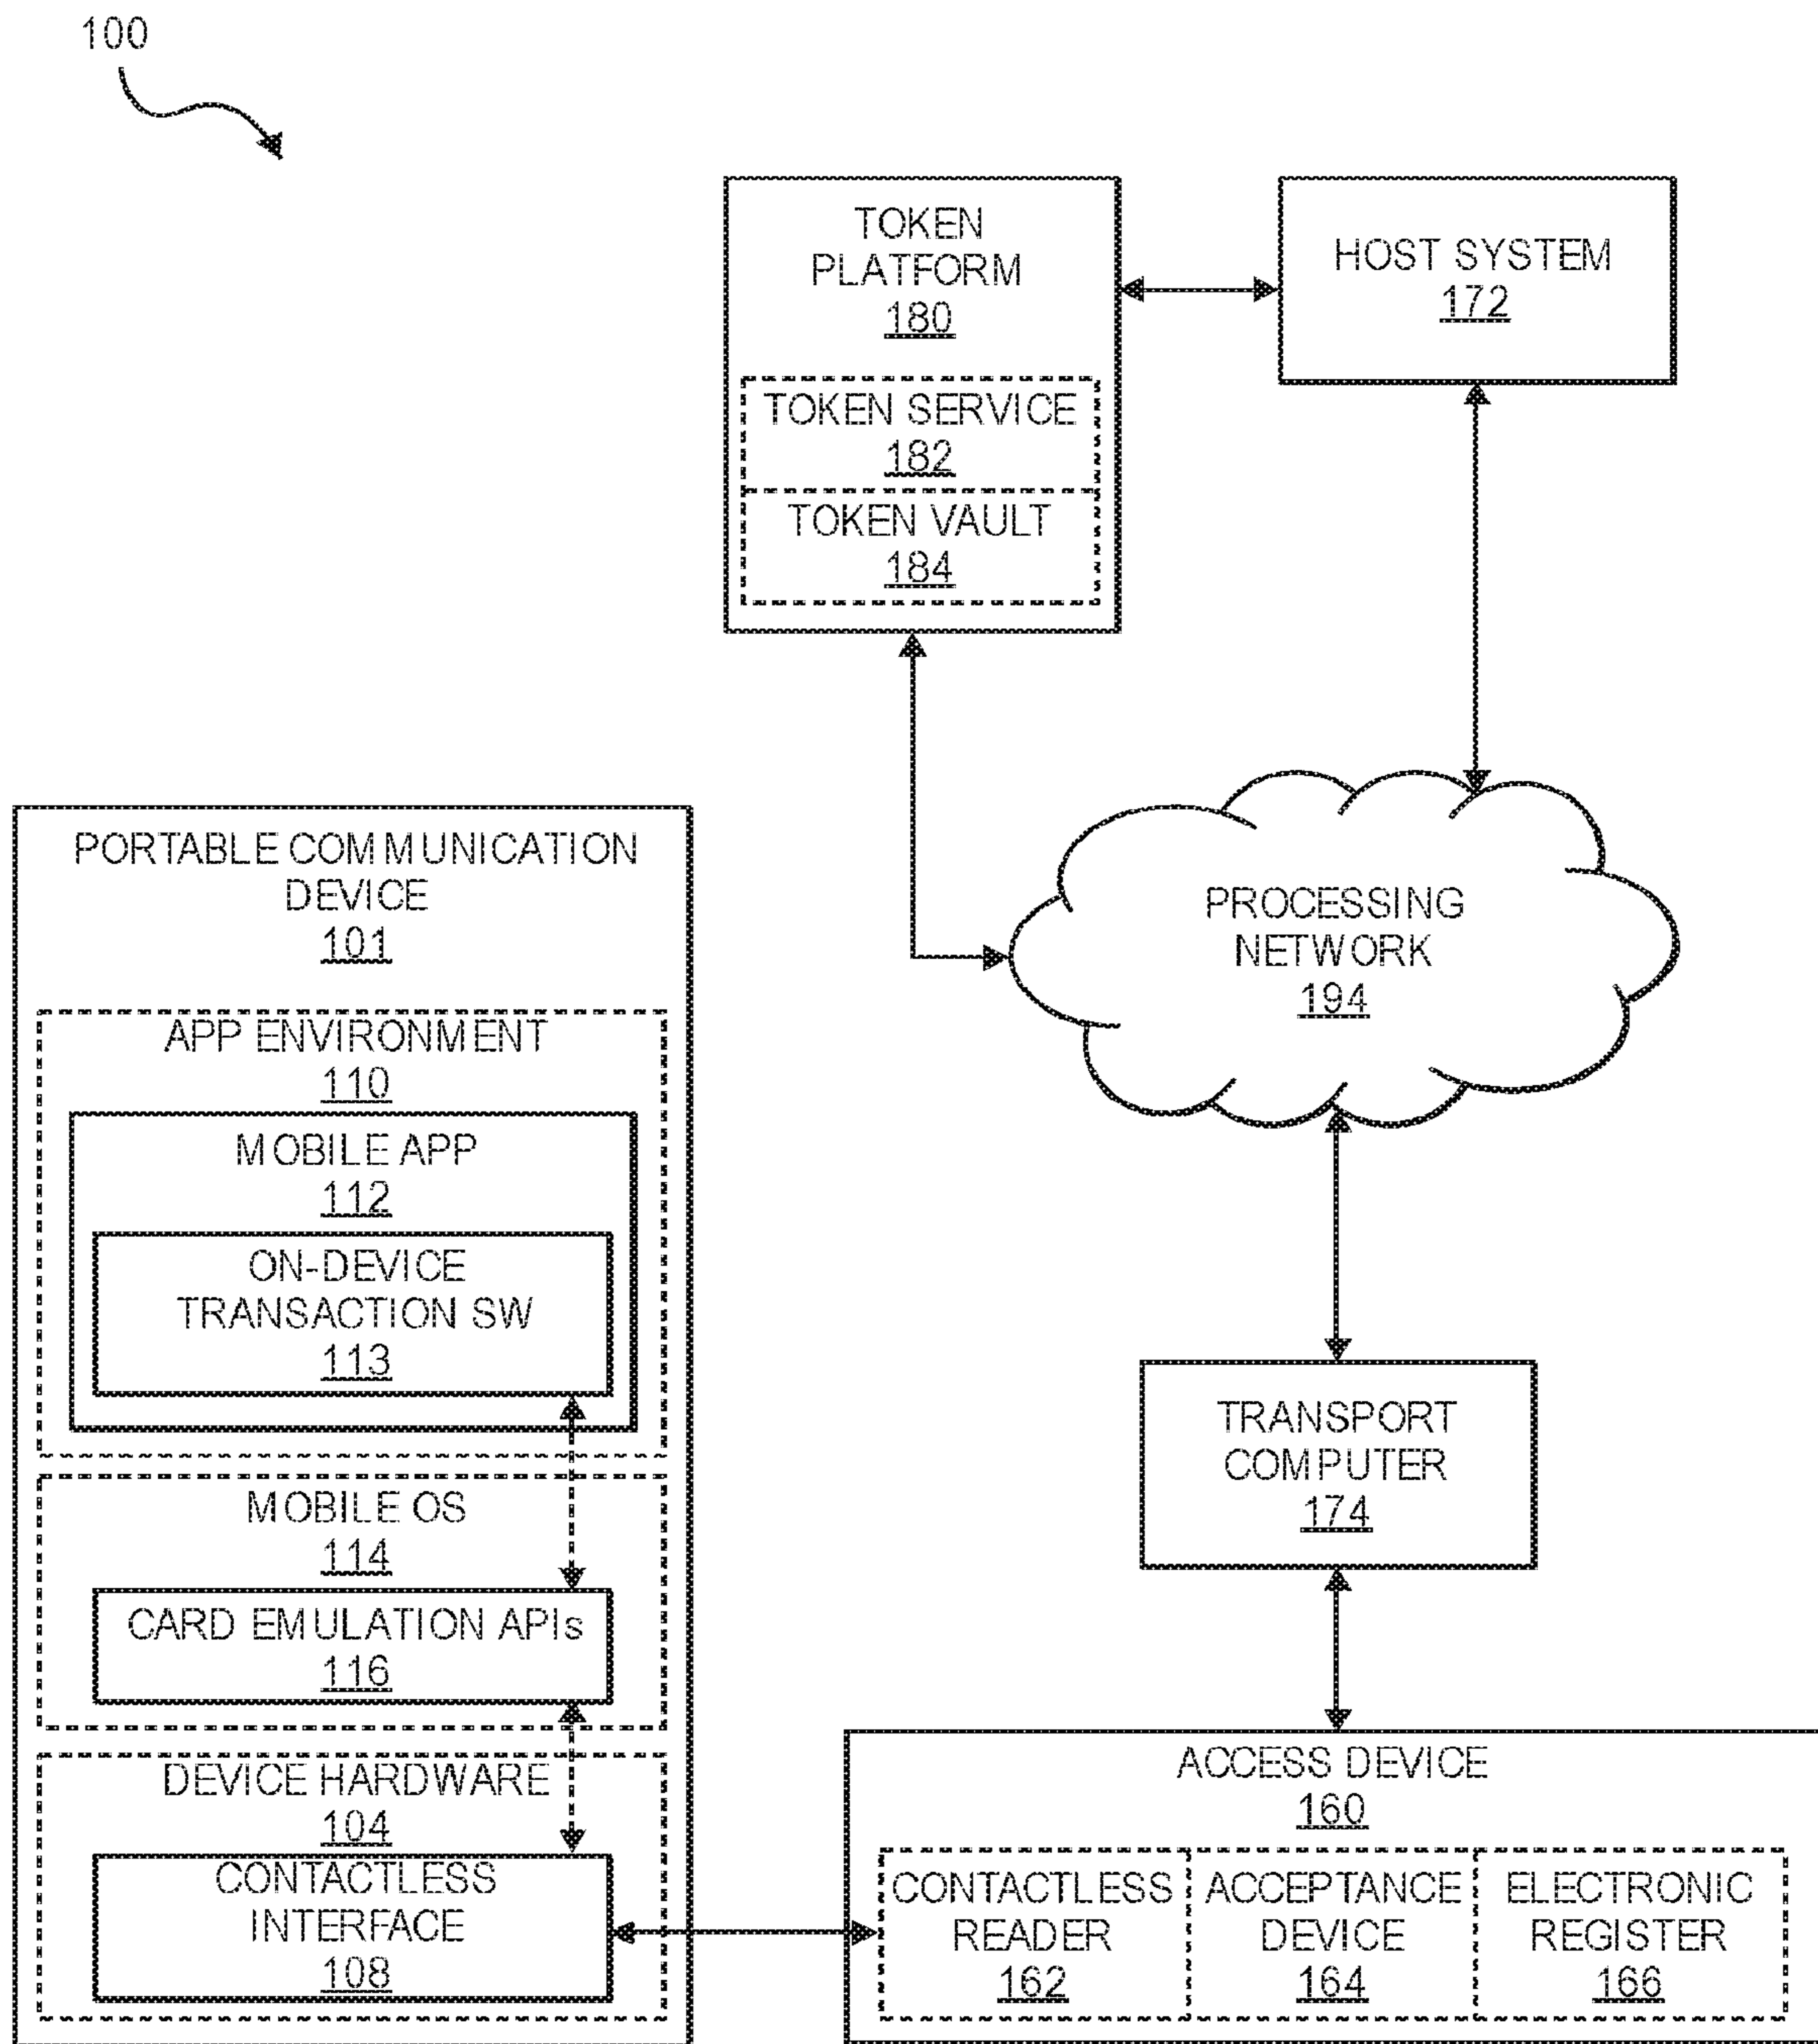 100
TOKEN
PLATFORM
180
TOKEN SERVICE
182
TOKEN VAULT
184
HOST SYSTEM
172
PROCESSING
NETWORK
194
PORTABLE COMMUNICATION
DEVICE
101
APP ENVIRONMENT
110
MOBILE APP
112
ON-DEVICE
TRANSACTION SW
113
MOBILE OS
114
CARD EMULATION APIs
116
DEVICE HARDWARE
104
CONTACTLESS
INTERFACE
108
TRANSPORT
COMPUTER
174
ACCESS DEVICE
160
CONTACTLESS
READER
162
ACCEPTANCE
DEVICE
164
ELECTRONIC
REGISTER
166